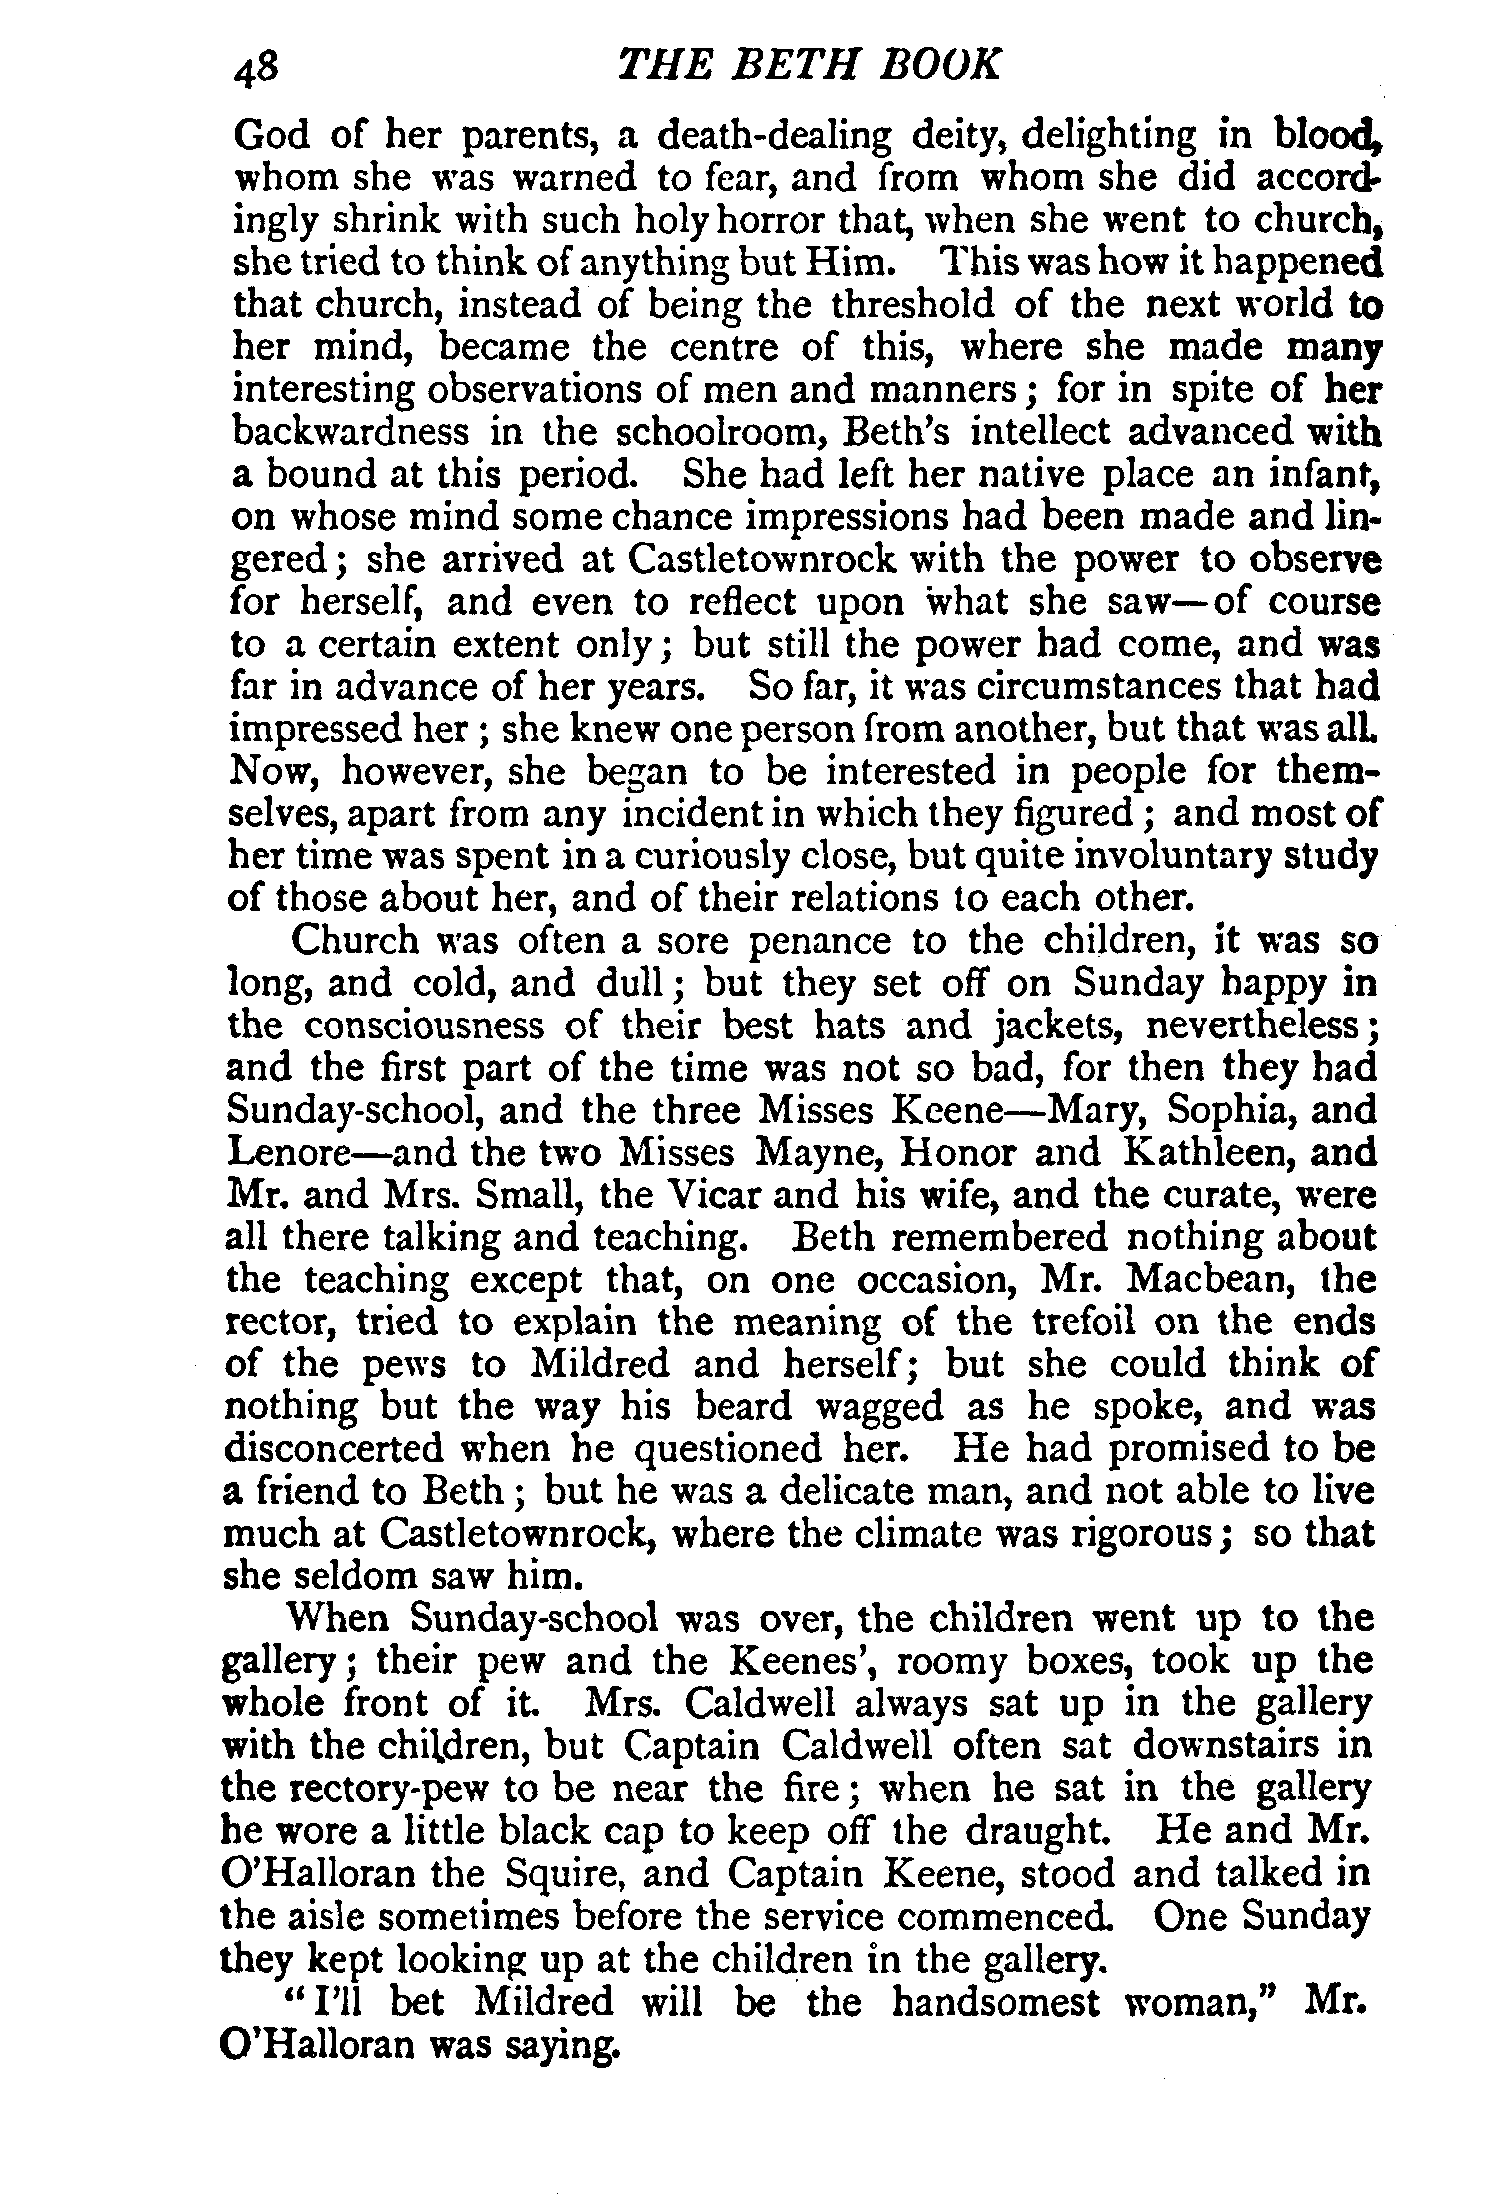 48 THE BETH BOOK
God of her parents, a death-dealing deity, delighting in blood,
whom she was warned to fear, and from whom she did accord-
ingly shrink with such holy horror that, when she went to church,
she tried to think of anything but Him. This was how it happened
that church, instead of being the threshold of the next world to
her mind, became the centre of this, where she made many
interesting observations of men and manners; for in spite of her
backwardness in the schoolroom, Beth's intellect advanced with
a bound at this period. She had left her native place an infant,
on whose mind some chance impressions had been made and lin-
gered; she arrived at Castletownrock with the power to observe
for herself, and even to reflect upon what she saw—of course
to a certain extent only; but still the power had come, and was
far in advance of her years. So far, it was circumstances that had
impressed her; she knew one person from another, but that was all.
Now, however, she began to be interested in people for them-
selves, apart from any incident in which they figured; and most of
her time was spent in a curiously close, but quite involuntary study
of those about her, and of their relations to each other.
Church was often a sore penance to the children, it was so
long, and cold, and dull; but they set off on Sunday happy in
the consciousness of their best hats and jackets, nevertheless;
and the first part of the time was not so bad, for then they had
Sunday-school, and the three Misses Keene—Mary, Sophia, and
Lenore—and the two Misses Mayne, Honor and Kathleen, and
Mr. and Mrs. Small, the Vicar and his wife, and the curate, were
all there talking and teaching. Beth remembered nothing about
the teaching except that, on one occasion, Mr. Macbean, the
rector, tried to explain the meaning of the trefoil on the ends
of the pews to Mildred and herself; but she could think of
nothing but the way his beard wagged as he spoke, and was
disconcerted when he questioned her. He had promised to be
a friend to Beth; but he was a delicate man, and not able to live
much at Castletownrock, where the climate was rigorous; so that
she seldom saw him.
When Sunday-school was over, the children went up to the
gallery; their pew and the Keenes', roomy boxes, took up the
whole front of it. Mrs. Caldwell always sat up in the gallery
with the children, but Captain Caldwell often sat downstairs in
the rectory-pew to be near the fire; when he sat in the gallery
he wore a little black cap to keep off the draught. He and Mr.
O'Halloran the Squire, and Captain Keene, stood and talked in
the aisle sometimes before the service commenced. One Sunday
they kept looking up at the children in the gallery.
"I'll bet Mildred will be the handsomest woman," Mr.
O'Halloran was saying.